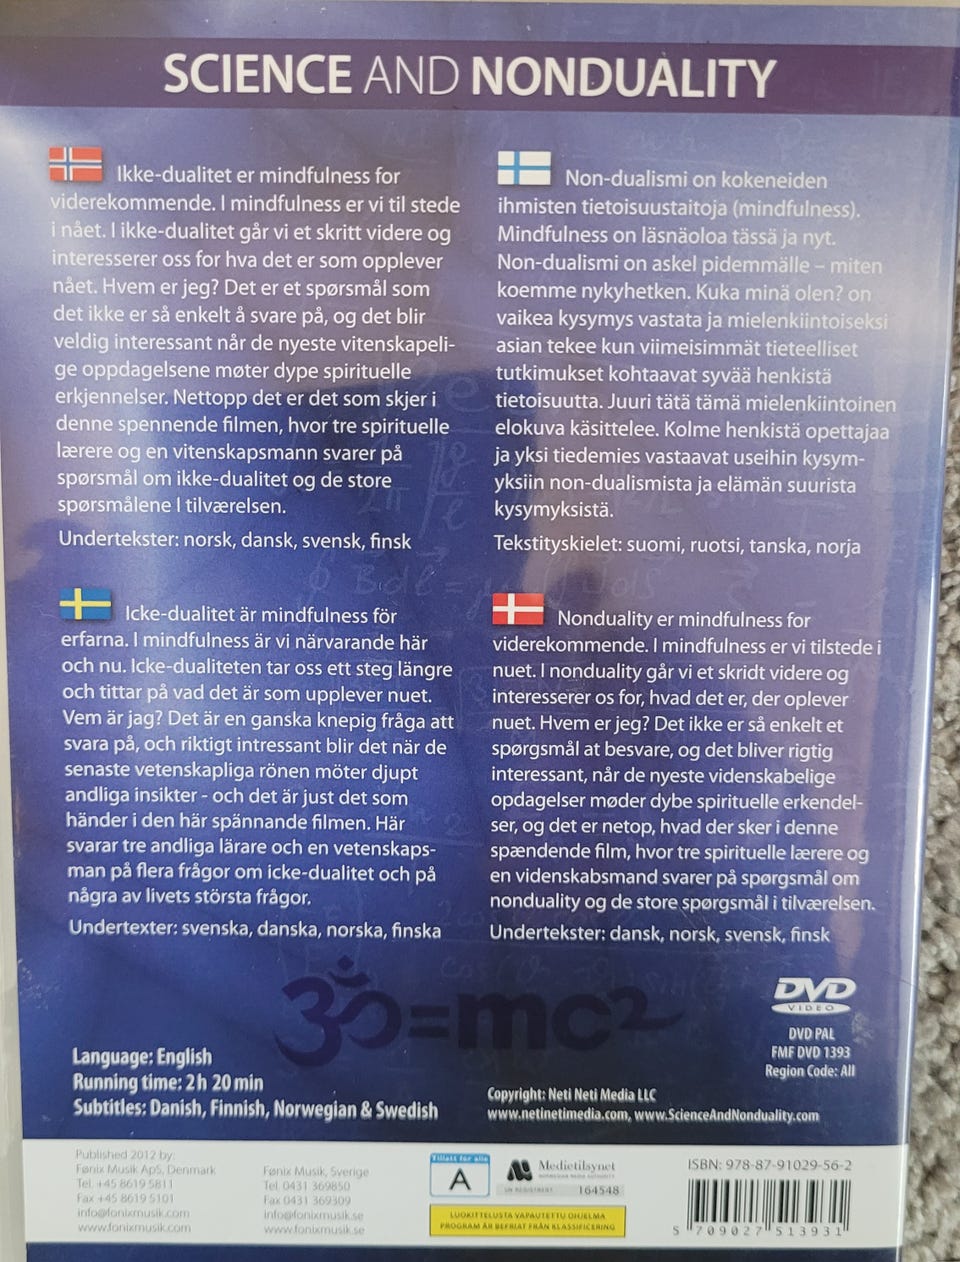 SCIENCE AND NONDUALITY
Ikke-dualitet er mindfulness for
viderekommende. I mindfulness er vi til stede
i nået. I ikke-dualitet går vi et skritt videre og
interesserer oss for hva det er som opplever
nået. Hvem er jeg? Det er et spørsmål som
det ikke er så enkelt å svare på, og det blir
veldig interessant når de nyeste vitenskapeli-
ge oppdagelsene møter dype spirituelle
erkjennelser. Nettopp det er det som skjer i
denne spennende filmen, hvor tre spirituelle
lærere og en vitenskapsmann svarer på
spørsmål om ikke-dualitet og de store
spørsmålene I tilværelsen.
Undertekster: norsk, dansk, svensk, finsk
Non-dualismi on kokeneiden
ihmisten tietoisuustaitoja (mindfulness).
Mindfulness on läsnäoloa tässä ja nyt.
Non-dualismi on askel pidemmälle – miten
koemme nykyhetken. Kuka minä olen? on
vaikea kysymys vastata ja mielenkiintoiseksi
asian tekee kun viimeisimmät tieteelliset
tutkimukset kohtaavat syvää henkistä
tietoisuutta. Juuri tätä tämä mielenkiintoinen
elokuva käsittelee. Kolme henkistä opettajaa
ja yksi tiedemies vastaavat useihin kysym-
yksiin non-dualismista ja elämän suurista
kysymyksistä.
Tekstityskielet: suomi, ruotsi, tanska, norja
Icke-dualitet är mindfulness för
erfarna. I mindfulness är vi närvarande här
och nu. Icke-dualiteten tar oss ett steg längre
och tittar på vad det är som upplever nuet.
Vem är jag? Det är en ganska knepig fråga att
svara på, och riktigt intressant blir det när de
senaste vetenskapliga rönen möter djupt
andliga insikter - och det är just det som
händer i den här spännande filmen. Här
svarar tre andliga lärare och en vetenskaps-
man på flera frågor om icke-dualitet och på
några av livets största frågor.
Undertexter: svenska, danska, norska, finska
Nonduality er mindfulness for
viderekommende. I mindfulness er vi tilstede i
nuet. I nonduality går vi et skridt videre og
interesserer os for, hvad det er, der oplever
nuet. Hvem er jeg? Det ikke er så enkelt et
spørgsmål at besvare, og det bliver rigtig
interessant, når de nyeste videnskabelige
opdagelser møder dybe spirituelle erkendel-
ser, og det er netop, hvad der sker i denne
spændende film, hvor tre spirituelle lærere og
en videnskabsmand svarer på spørgsmål om
nonduality og de store spørgsmål i tilværelsen.
Undertekster: dansk, norsk, svensk, finsk
ॐ=mc²
Language: English
Running time: 2 h 20 min
Subtitles: Danish, Finnish, Norwegian & Swedish
DVD
VIDEO
DVD PAL
FMF DVD 1393
Region Code: All
Copyright: Neti Neti Media LLC
www.netinetimedia.com, www.ScienceAndNonduality.com
Published 2012 by:
Fønix Musik ApS, Denmark
Tel. +45 8619 5811
Fax +45 8619 5101
info@fonixmusik.com
www.fonixmusik.com
Fønix Musik, Sverige
Tel. 0431 369850
Fax 0431 369309
info@fonixmusik.se
www.fonixmusik.se
Tillatt for alle
A
Medietilsynet
NORWEGIAN MEDIA AUTHORITY
164548
LUOKITTELUSTA VAPAUTETTU OHJELMA
PROGRAM ÄR BEFRIAT FRÅN KLASSIFICERING
ISBN: 978-87-91029-56-2
5 709027 513931